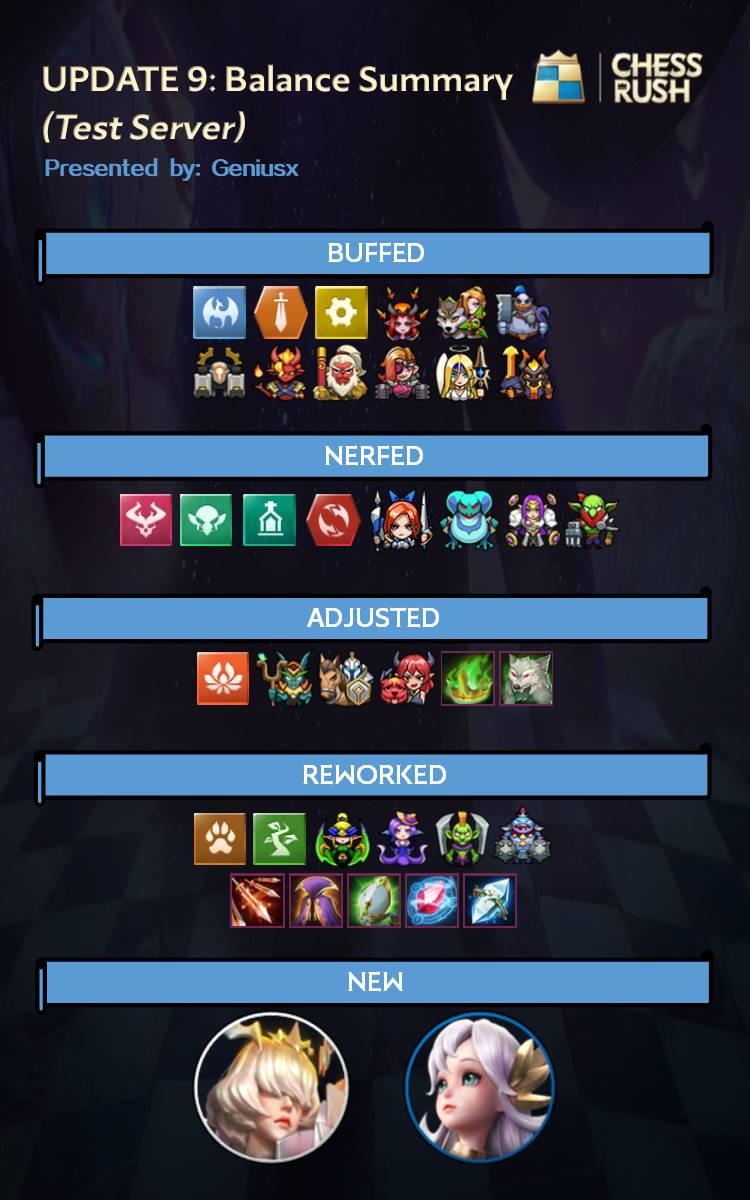 UPDATE 9: Balance Summary
(Test Server)
CHESS
RUSH
Presented by: Geniusx
BUFFED
NERFED
ADJUSTED
REWORKED
NEW